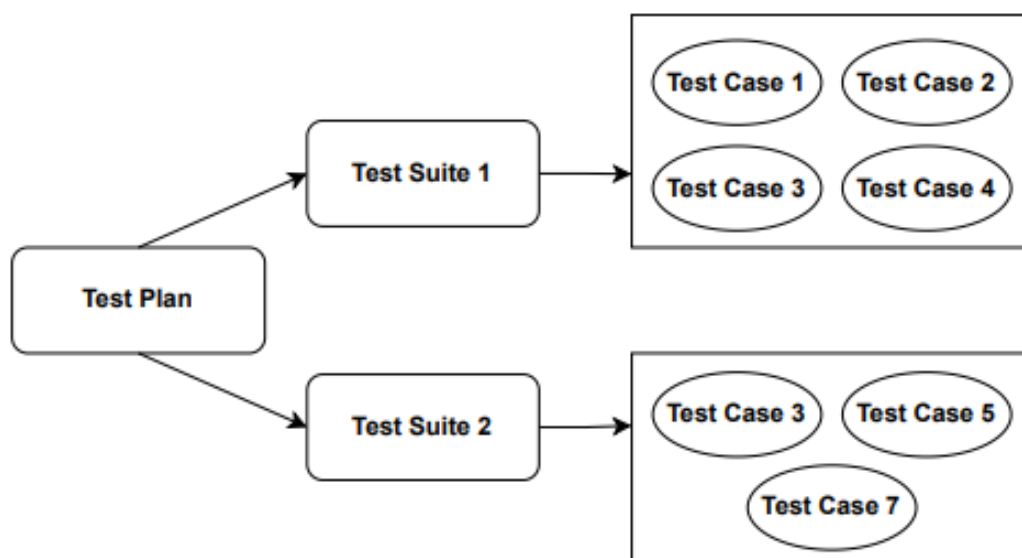 Test Case 1
Test Case 2
Test Suite 1
Test Case 3
Test Case 4
Test Plan
Test Suite 2
Test Case 3
Test Case 5
Test Case 7